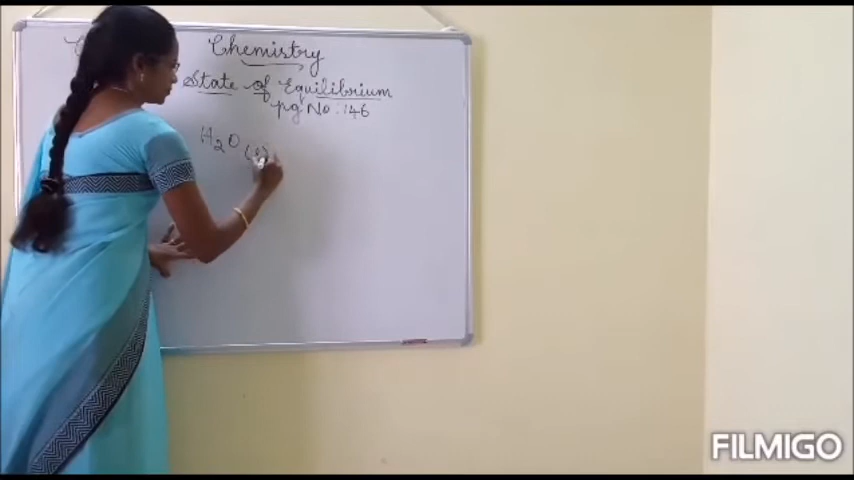 Chemistry
State of Equilibrium
pg No : 146
H2O (l)
FILMIGO